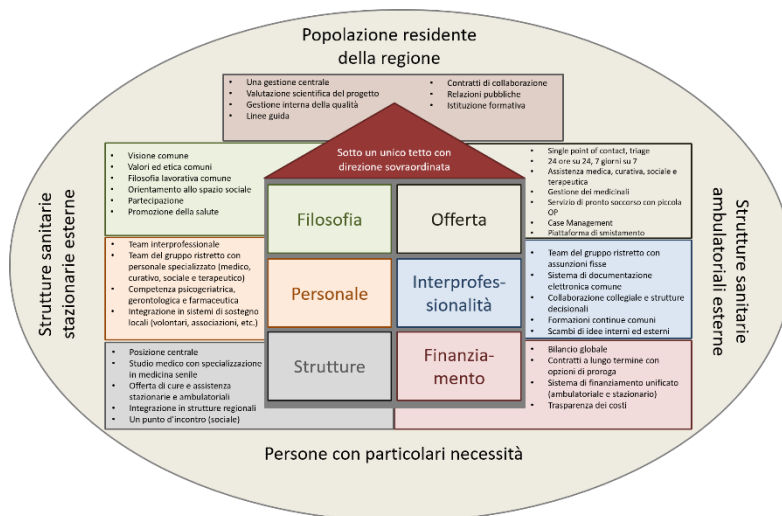 Popolazione residente
della regione
Una gestione centrale
Valutazione scientifica del progetto
Gestione interna della qualità
Linee guida
Contratti di collaborazione
Relazioni pubbliche
Istituzione formativa
Sotto un unico tetto con
direzione sovraordinata
Visione comune
Valori ed etica comuni
Filosofia lavorativa comune
Orientamento allo spazio sociale
Partecipazione
Promozione della salute
Filosofia
Offerta
Single point of contact, triage
24 ore su 24, 7 giorni su 7
Assistenza medica, curativa, sociale e
terapeutica
Gestione dei medicinali
Servizio di pronto soccorso con piccola
OP
Case Management
Piattaforma di smistamento
Strutture sanitarie
stazionarie esterne
Strutture sanitarie
ambulatoriali esterne
Team interprofessionale
Team del gruppo ristretto con
personale specializzato (medico,
curativo, sociale e terapeutico)
Competenza psicogeriatrica,
gerontologica e farmaceutica
Integrazione in sistemi di sostegno
locali (volontari, associazioni, etc.)
Personale
Interprofes-
sionalità
Team del gruppo ristretto con
assunzioni fisse
Sistema di documentazione
elettronica comune
Collaborazione collegiale e strutture
decisionali
Formazioni continue comuni
Scambi di idee interni ed esterni
Posizione centrale
Studio medico con specializzazione
in medicina senile
Offerta di cure e assistenza
stazionarie e ambulatoriali
Integrazione in strutture regionali
Un punto d'incontro (sociale)
Strutture
Finanzia-
mento
Bilancio globale
Contratti a lungo termine con
opzioni di proroga
Sistema di finanziamento unificato
(ambulatoriale e stazionario)
Trasparenza dei costi
Persone con particolari necessità